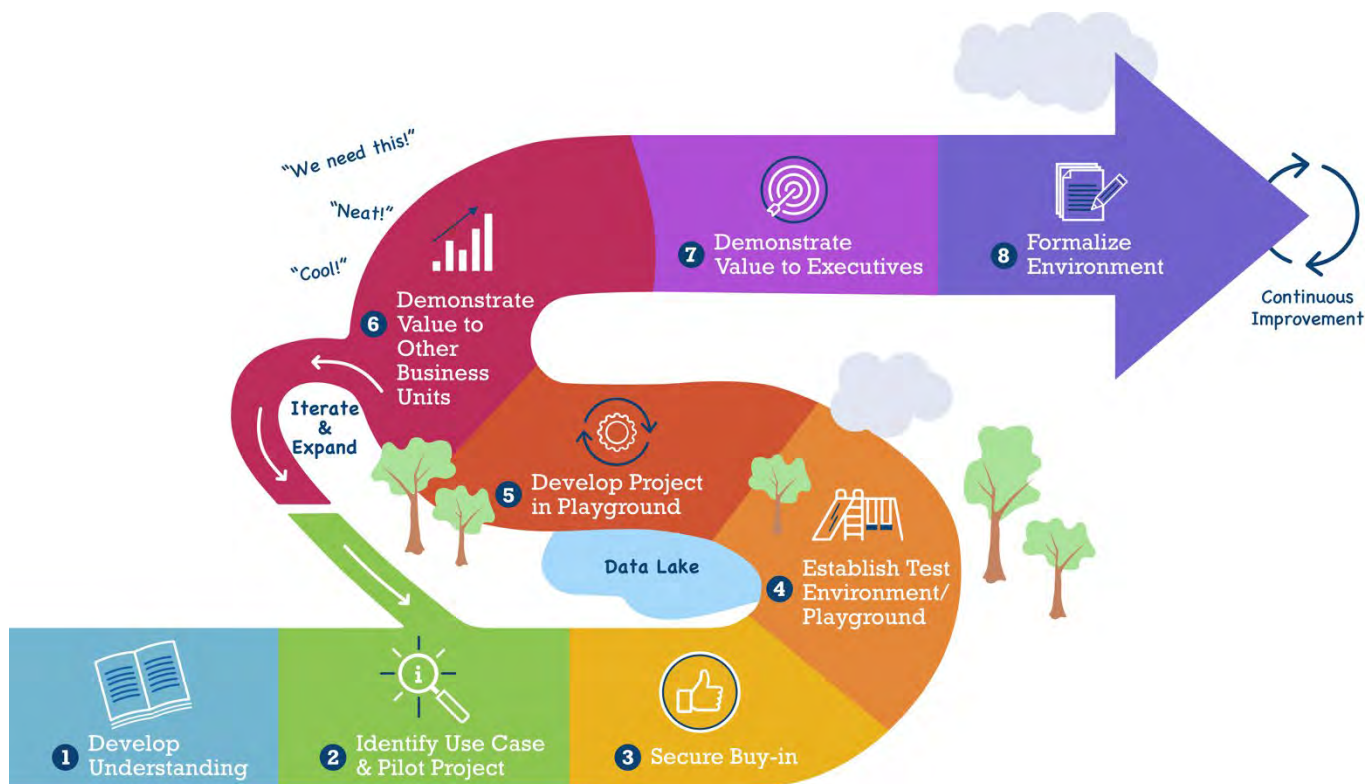 "We need this!"
"Neat!"
"Cool!"
6 Demonstrate
Value to
Other
Business
Units
7 Demonstrate
Value to Executives
8 Formalize
Environment
Continuous
Improvement
Iterate
&
Expand
5 Develop Project
in Playground
Data Lake
4 Establish Test
Environment/
Playground
1 Develop
Understanding
i
2 Identify Use Case
& Pilot Project
3 Secure Buy-in